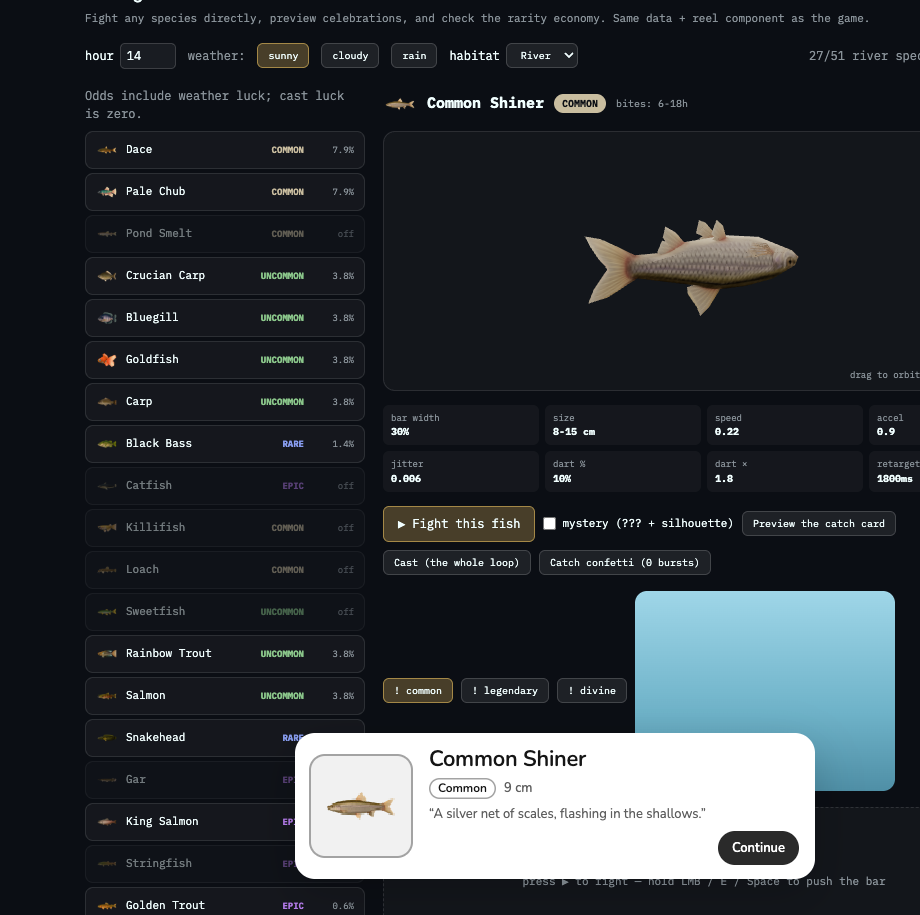 Fight any species directly, preview celebrations, and check the rarity economy. Same data + reel component as the game.
hour 14 weather: sunny cloudy rain habitat River 27/51 river
Odds include weather luck; cast luck
is zero.
Common Shiner COMMON bites: 6-18h
Dace COMMON 7.9%
Pale Chub COMMON 7.9%
Pond Smelt COMMON off
Crucian Carp UNCOMMON 3.8%
Bluegill UNCOMMON 3.8%
Goldfish UNCOMMON 3.8%
Carp UNCOMMON 3.8%
Black Bass RARE 1.4%
Catfish EPIC off
Killifish COMMON off
Loach COMMON off
Sweetfish UNCOMMON off
Rainbow Trout UNCOMMON 3.8%
Salmon UNCOMMON 3.8%
Snakehead RARE
Gar
King Salmon
Stringfish
Golden Trout EPIC 0.6%
drag to orbit
bar width size speed accel
30% 8-15 cm 0.22 0.9
jitter dart % dart × retarget
0.006 10% 1.8 1800ms
▶ Fight this fish mystery (??? + silhouette) Preview the catch card
Cast (the whole loop) Catch confetti (0 bursts)
! common ! legendary ! divine
Common Shiner
Common 9 cm
“A silver net of scales, flashing in the shallows.”
Continue
press ▶ to fight — hold LMB / E / Space to push the bar